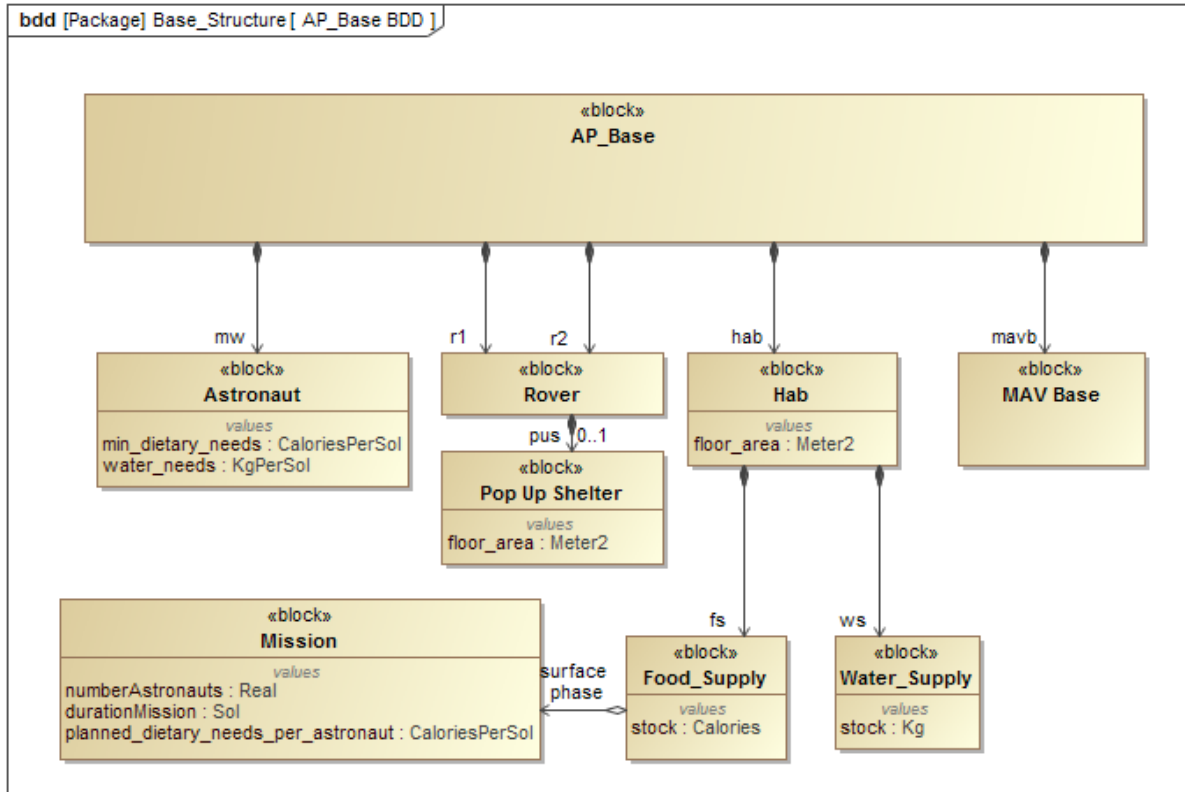 bdd [Package] Base_Structure [ AP_Base BDD ]
«block»
AP_Base
mw
r1
r2
hab
mavb
«block»
Astronaut
values
min_dietary_needs : CaloriesPerSol
water_needs : KgPerSol
«block»
Rover
«block»
Hab
values
floor_area : Meter2
«block»
MAV Base
pus
0..1
«block»
Pop Up Shelter
values
floor_area : Meter2
«block»
Mission
values
numberAstronauts : Real
durationMission : Sol
planned_dietary_needs_per_astronaut : CaloriesPerSol
surface
phase
fs
ws
«block»
Food_Supply
values
stock : Calories
«block»
Water_Supply
values
stock : Kg